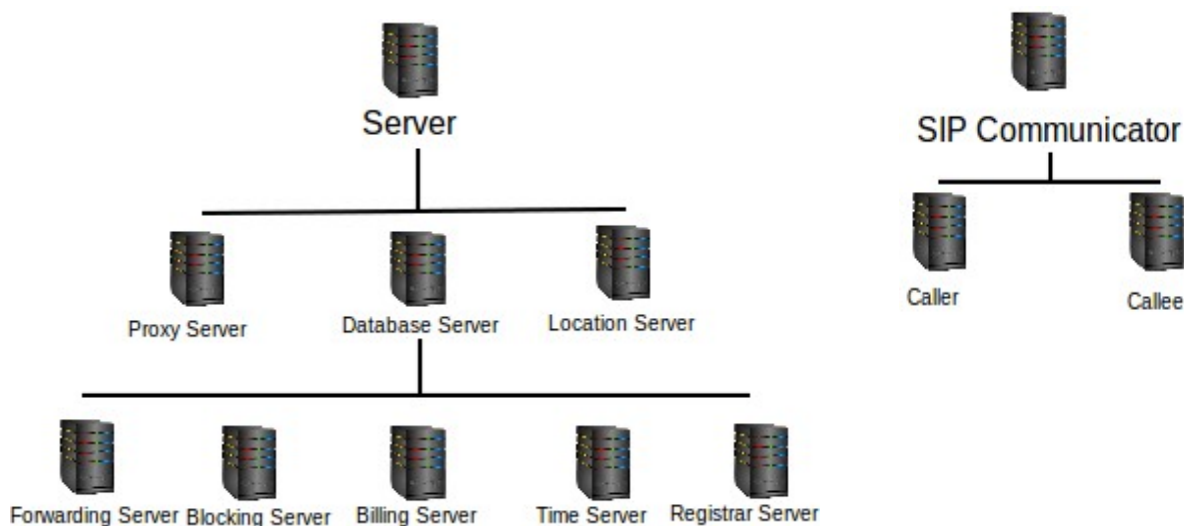 Server
SIP Communicator
Caller
Callee
Proxy Server
Database Server
Location Server
Forwarding Server
Blocking Server
Billing Server
Time Server
Registrar Server